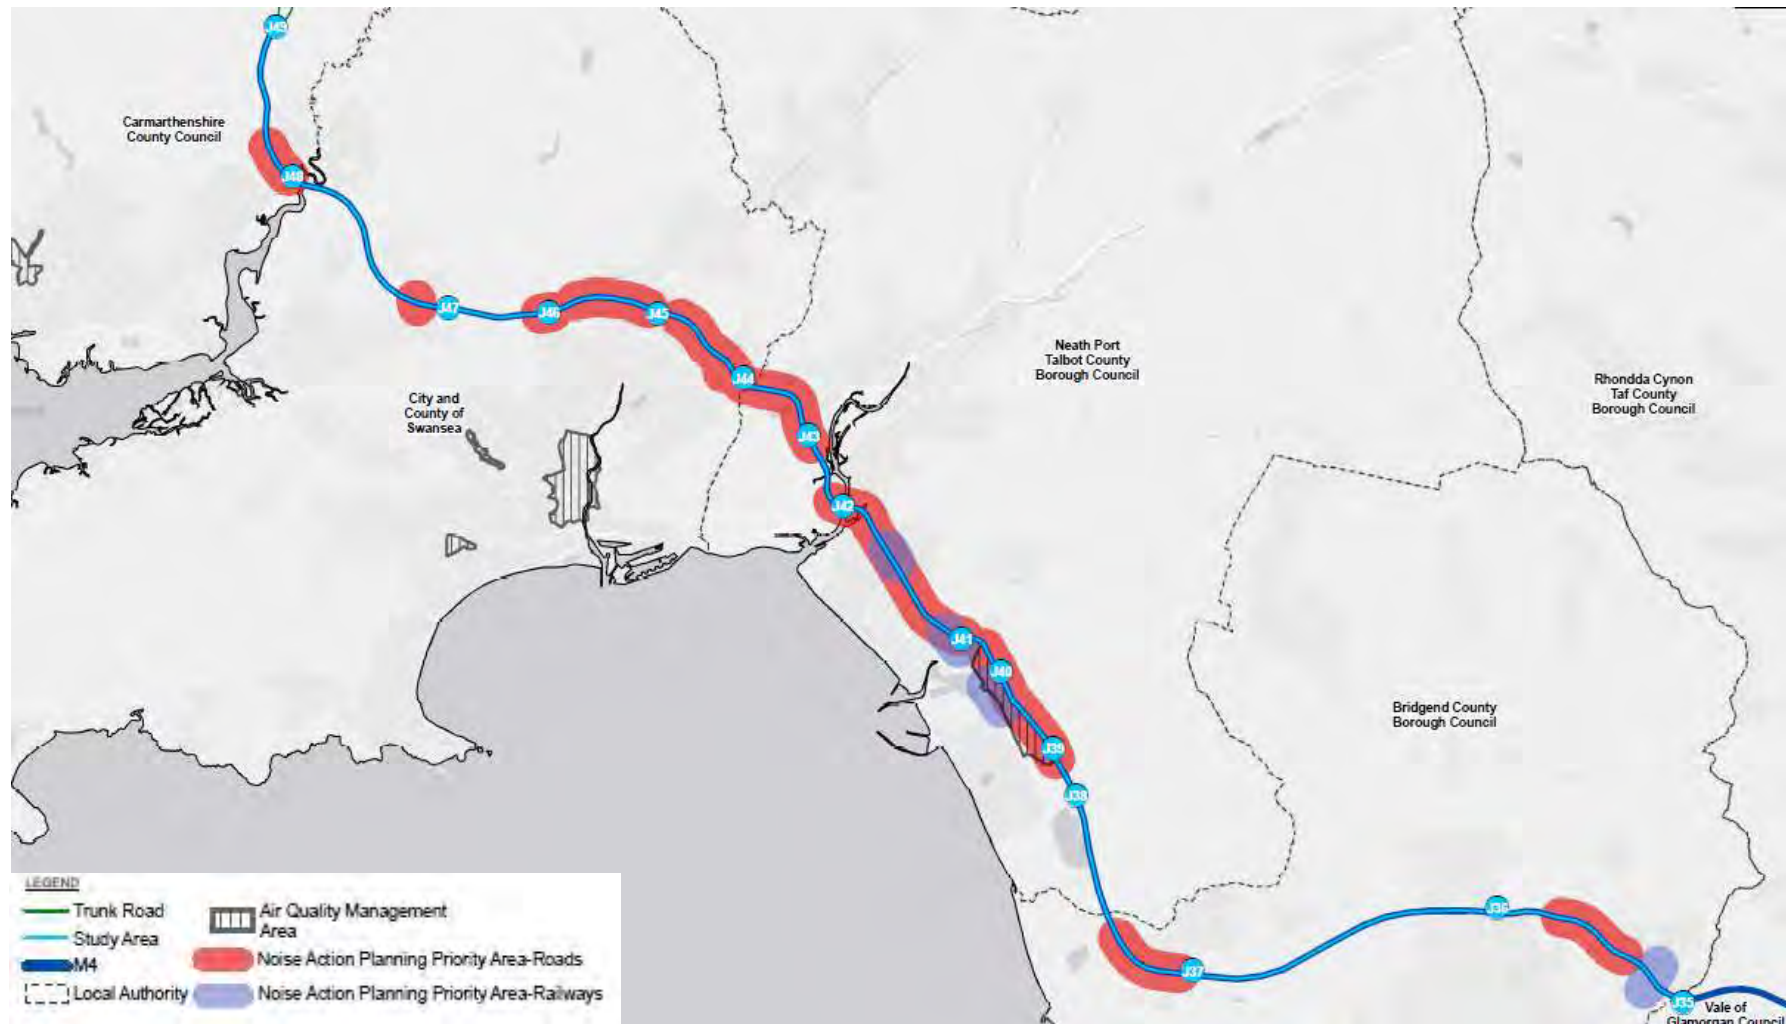 J49
Carmarthenshire
County Council
J48
J47
J46
J45
J44
Neath Port
Talbot County
Borough Council
Rhondda Cynon
Taf County
Borough Council
City and
County of
Swansea
J43
J42
J41
J40
Bridgend County
Borough Council
J39
J38
J36
J37
J35
Vale of
Glamorgan Council
LEGEND
Trunk Road
Study Area
M4
Local Authority
Air Quality Management
Area
Noise Action Planning Priority Area-Roads
Noise Action Planning Priority Area-Railways